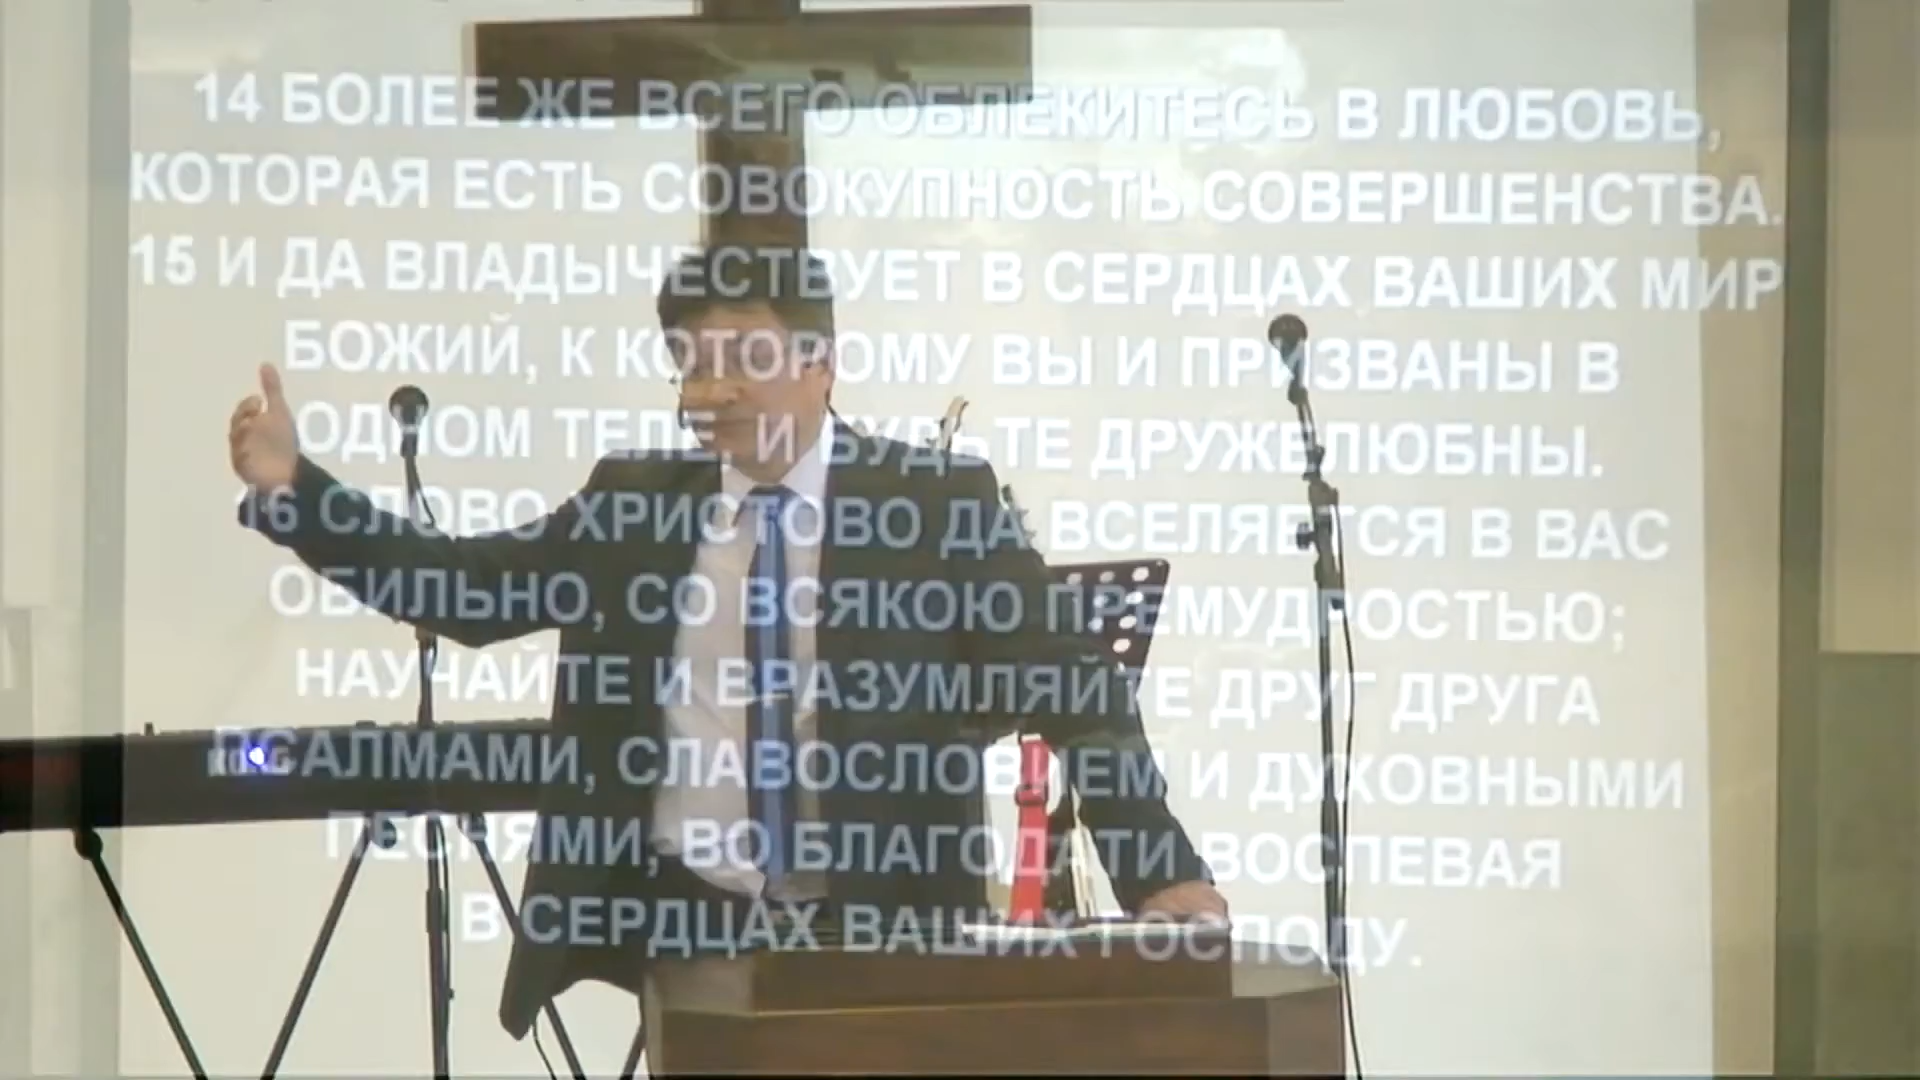 14 БОЛЕЕ ЖЕ ВСЕГО ОБЛЕКИТЕСЬ В ЛЮБОВЬ,
КОТОРАЯ ЕСТЬ СОВОКУПНОСТЬ СОВЕРШЕНСТВА.
15 И ДА ВЛАДЫЧЕСТВУЕТ В СЕРДЦАХ ВАШИХ МИР
БОЖИЙ, К КОТОРОМУ ВЫ И ПРИЗВАНЫ В
ОДНОМ ТЕЛЕ, И БУДЬТЕ ДРУЖЕЛЮБНЫ.
16 СЛОВО ХРИСТОВО ДА ВСЕЛЯЕТСЯ В ВАС
ОБИЛЬНО, СО ВСЯКОЮ ПРЕМУДРОСТЬЮ;
НАУЧАЙТЕ И ВРАЗУМЛЯЙТЕ ДРУГ ДРУГА
ПСАЛМАМИ, СЛАВОСЛОВИЕМ И ДУХОВНЫМИ
ПЕСНЯМИ, ВО БЛАГОДАТИ ВОСПЕВАЯ
В СЕРДЦАХ ВАШИХ ГОСПОДУ.